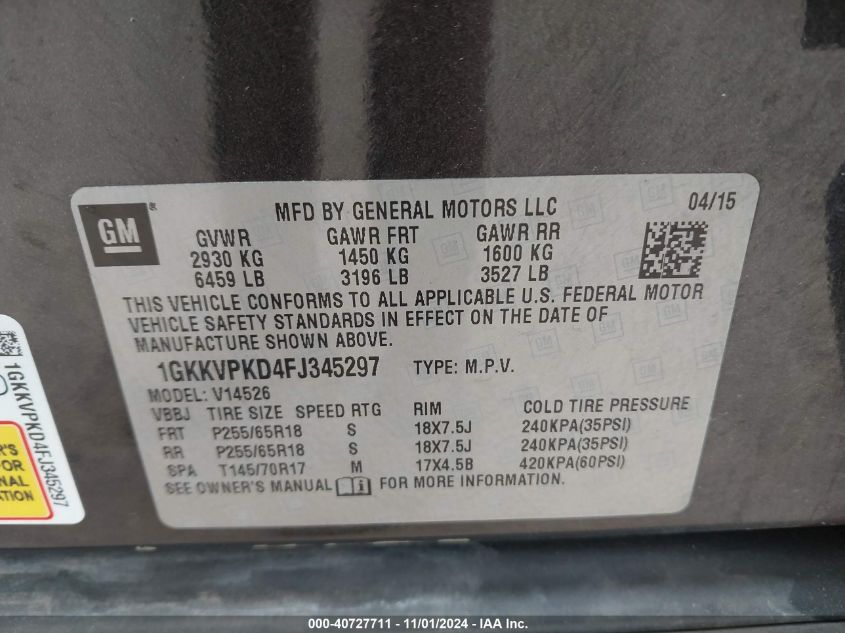 GM
MFD BY GENERAL MOTORS LLC
04/15
GVWR GAWR FRT GAWR RR
2930 KG 1450 KG 1600 KG
6459 LB 3196 LB 3527 LB
THIS VEHICLE CONFORMS TO ALL APPLICABLE U.S. FEDERAL MOTOR
VEHICLE SAFETY STANDARDS IN EFFECT ON THE DATE OF
MANUFACTURE SHOWN ABOVE.
1GKKVPKD4FJ345297 TYPE: M.P.V.
MODEL: V14526
VBBJ TIRE SIZE SPEED RTG RIM COLD TIRE PRESSURE
FRT P255/65R18 S 18X7.5J 240KPA(35PSI)
RR P255/65R18 S 18X7.5J 240KPA(35PSI)
SPA T145/70R17 M 17X4.5B 420KPA(60PSI)
SEE OWNER'S MANUAL FOR MORE INFORMATION.
1GKKVPKD4FJ345297
000-40727711 - 11/01/2024 - IAA Inc.